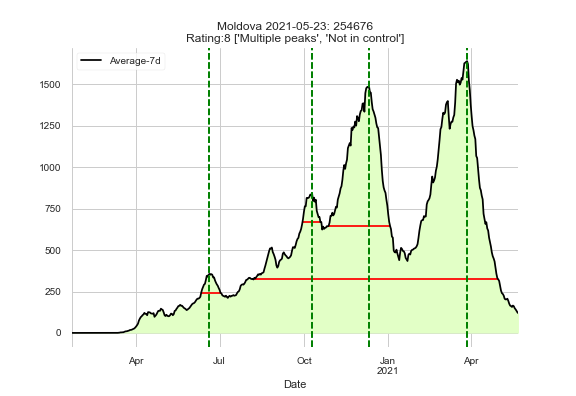 Moldova 2021-05-23: 254676
Rating:8 ['Multiple peaks', 'Not in control']
Average-7d
1500
1250
1000
750
500
250
0
Apr
Jul
Oct
Jan
2021
Apr
Date